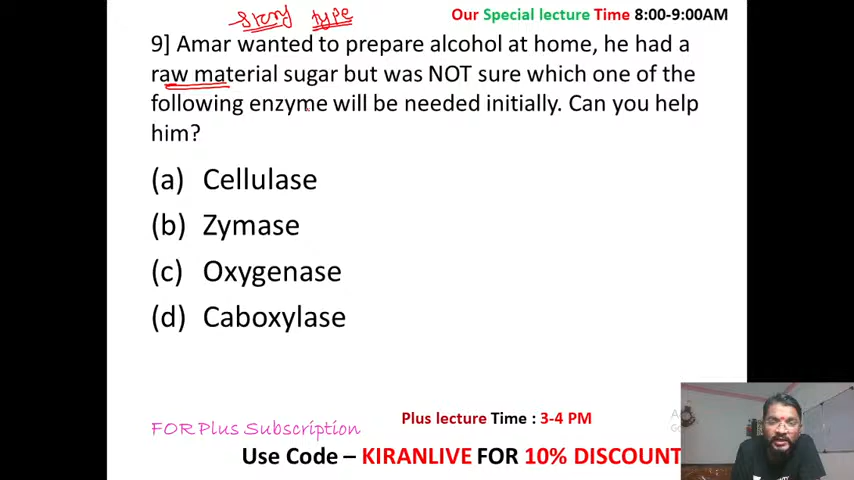 story type
Our Special lecture Time 8:00-9:00AM
9] Amar wanted to prepare alcohol at home, he had a
raw material sugar but was NOT sure which one of the
following enzyme will be needed initially. Can you help
him?
(a) Cellulase
(b) Zymase
(c) Oxygenase
(d) Caboxylase
Plus lecture Time : 3-4 PM
FOR Plus Subscription
Use Code – KIRANLIVE FOR 10% DISCOUNT